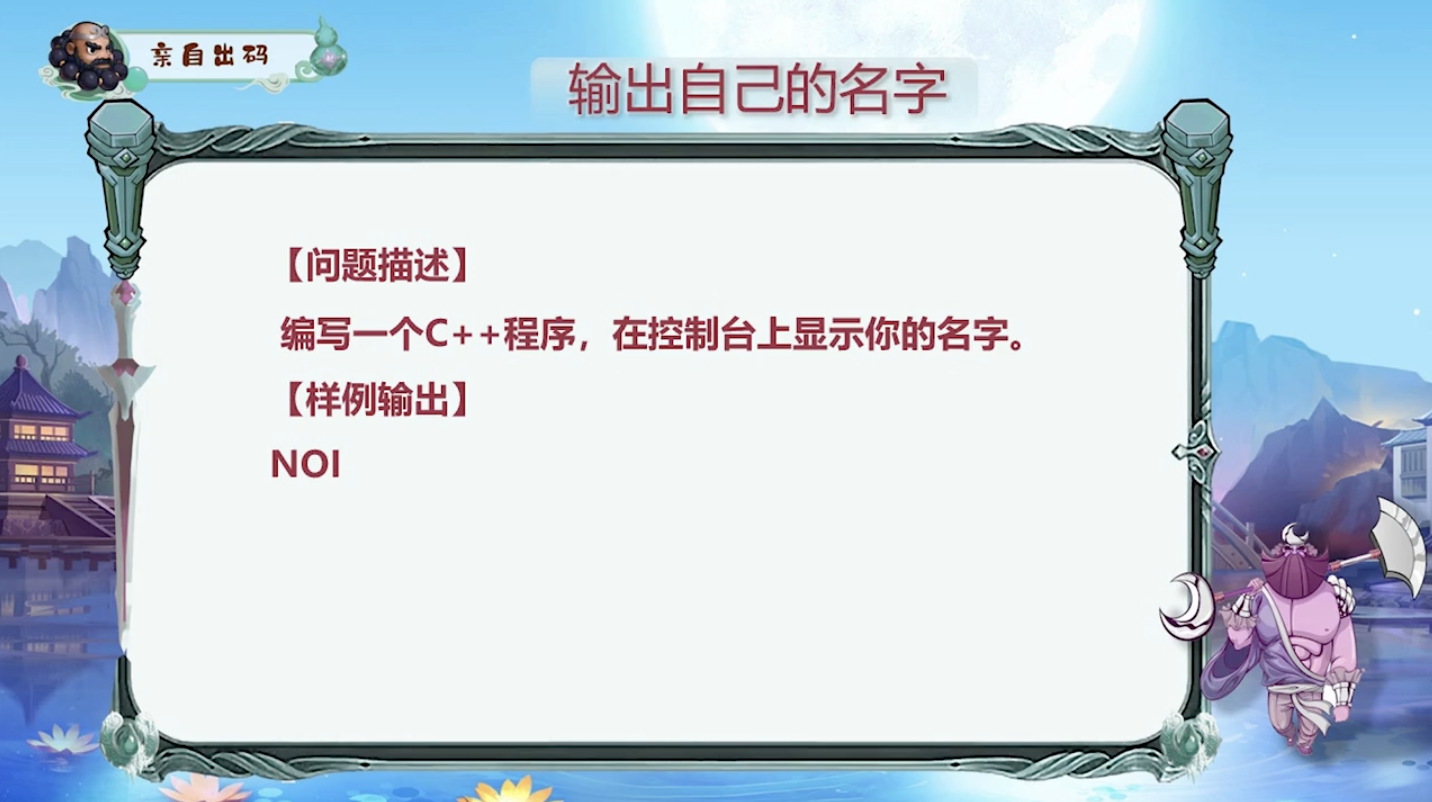 亲自出码
输出自己的名字
【问题描述】
编写一个C++程序，在控制台上显示你的名字。
【样例输出】
NOI